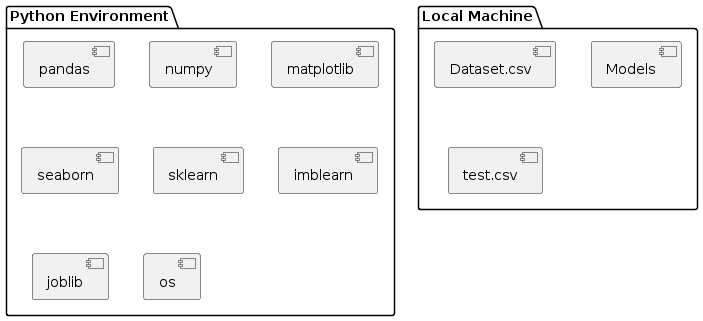 Python Environment
pandas
numpy
matplotlib
seaborn
sklearn
imblearn
joblib
os
Local Machine
Dataset.csv
Models
test.csv